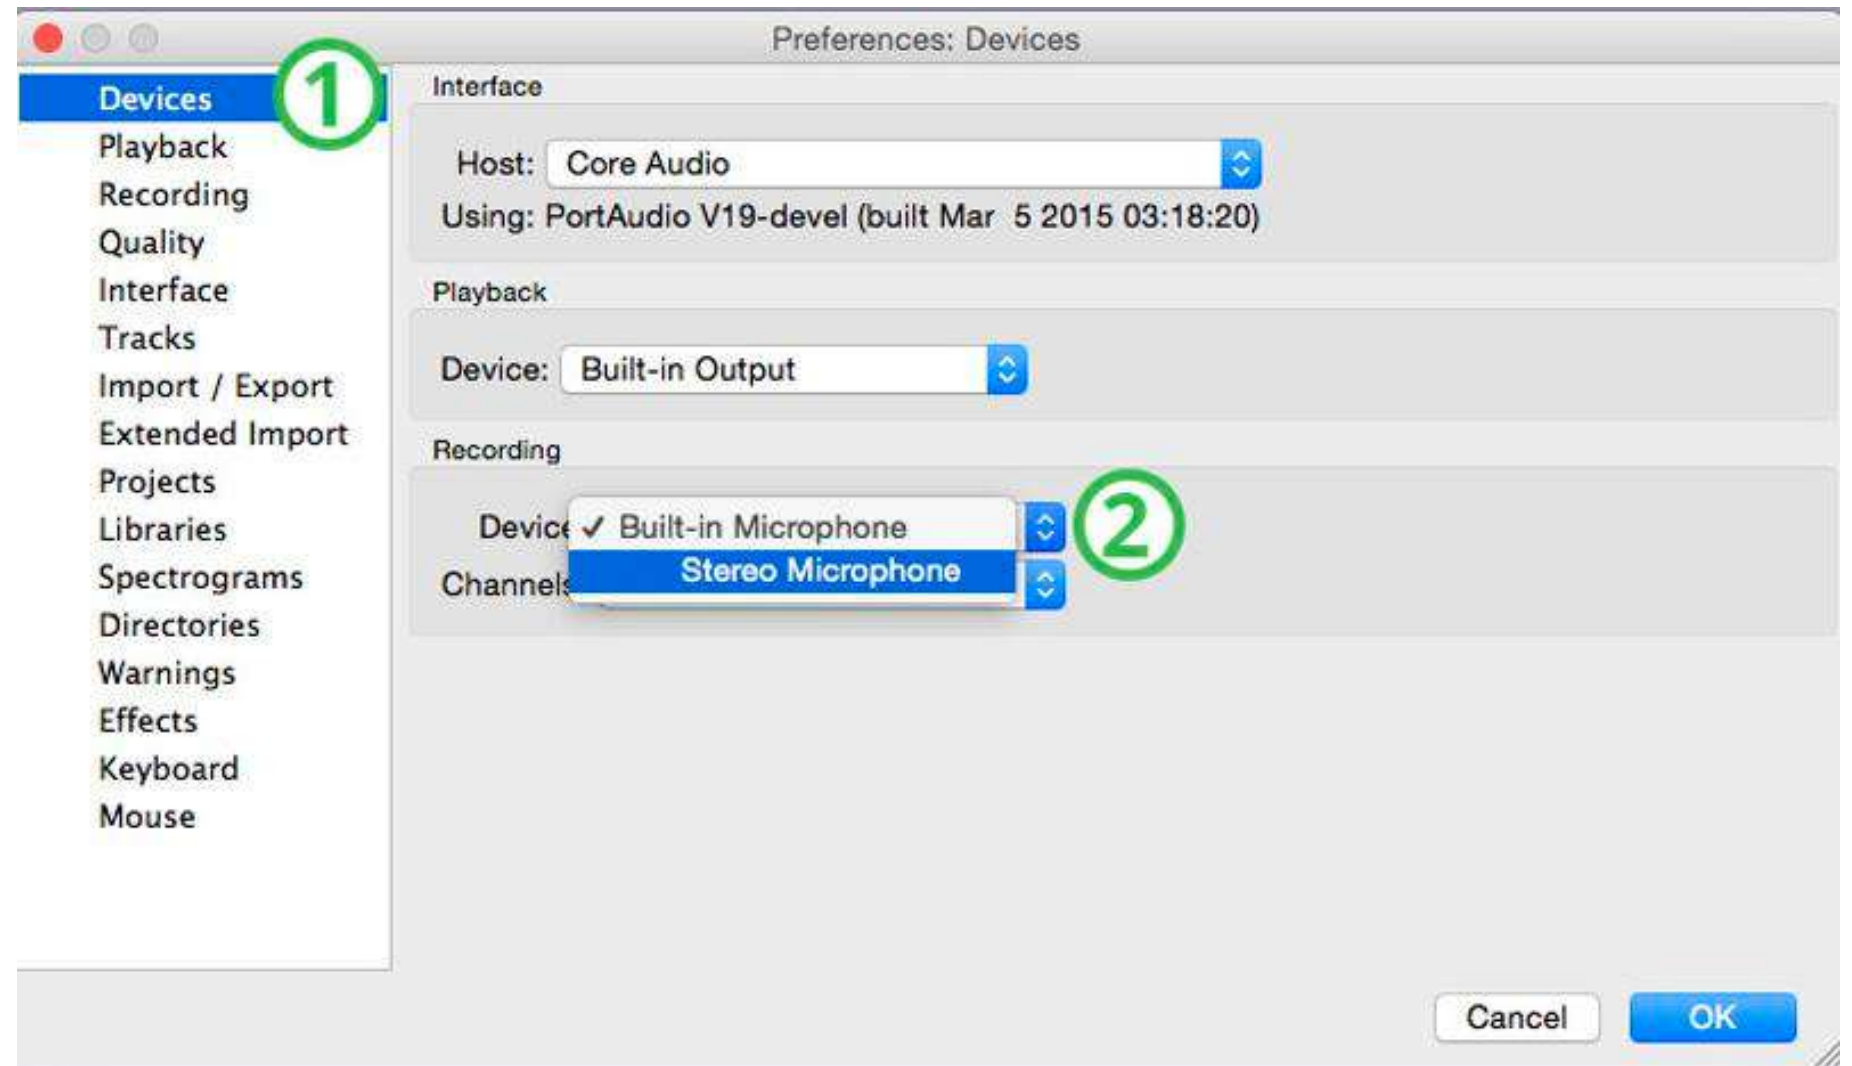 Preferences: Devices
1
Devices
Playback
Recording
Quality
Interface
Tracks
Import / Export
Extended Import
Projects
Libraries
Spectrograms
Directories
Warnings
Effects
Keyboard
Mouse
Interface
Host: Core Audio
Using: PortAudio V19-devel (built Mar 5 2015 03:18:20)
Playback
Device: Built-in Output
Recording
Device ✓ Built-in Microphone
2
Stereo Microphone
Channels
Cancel
OK